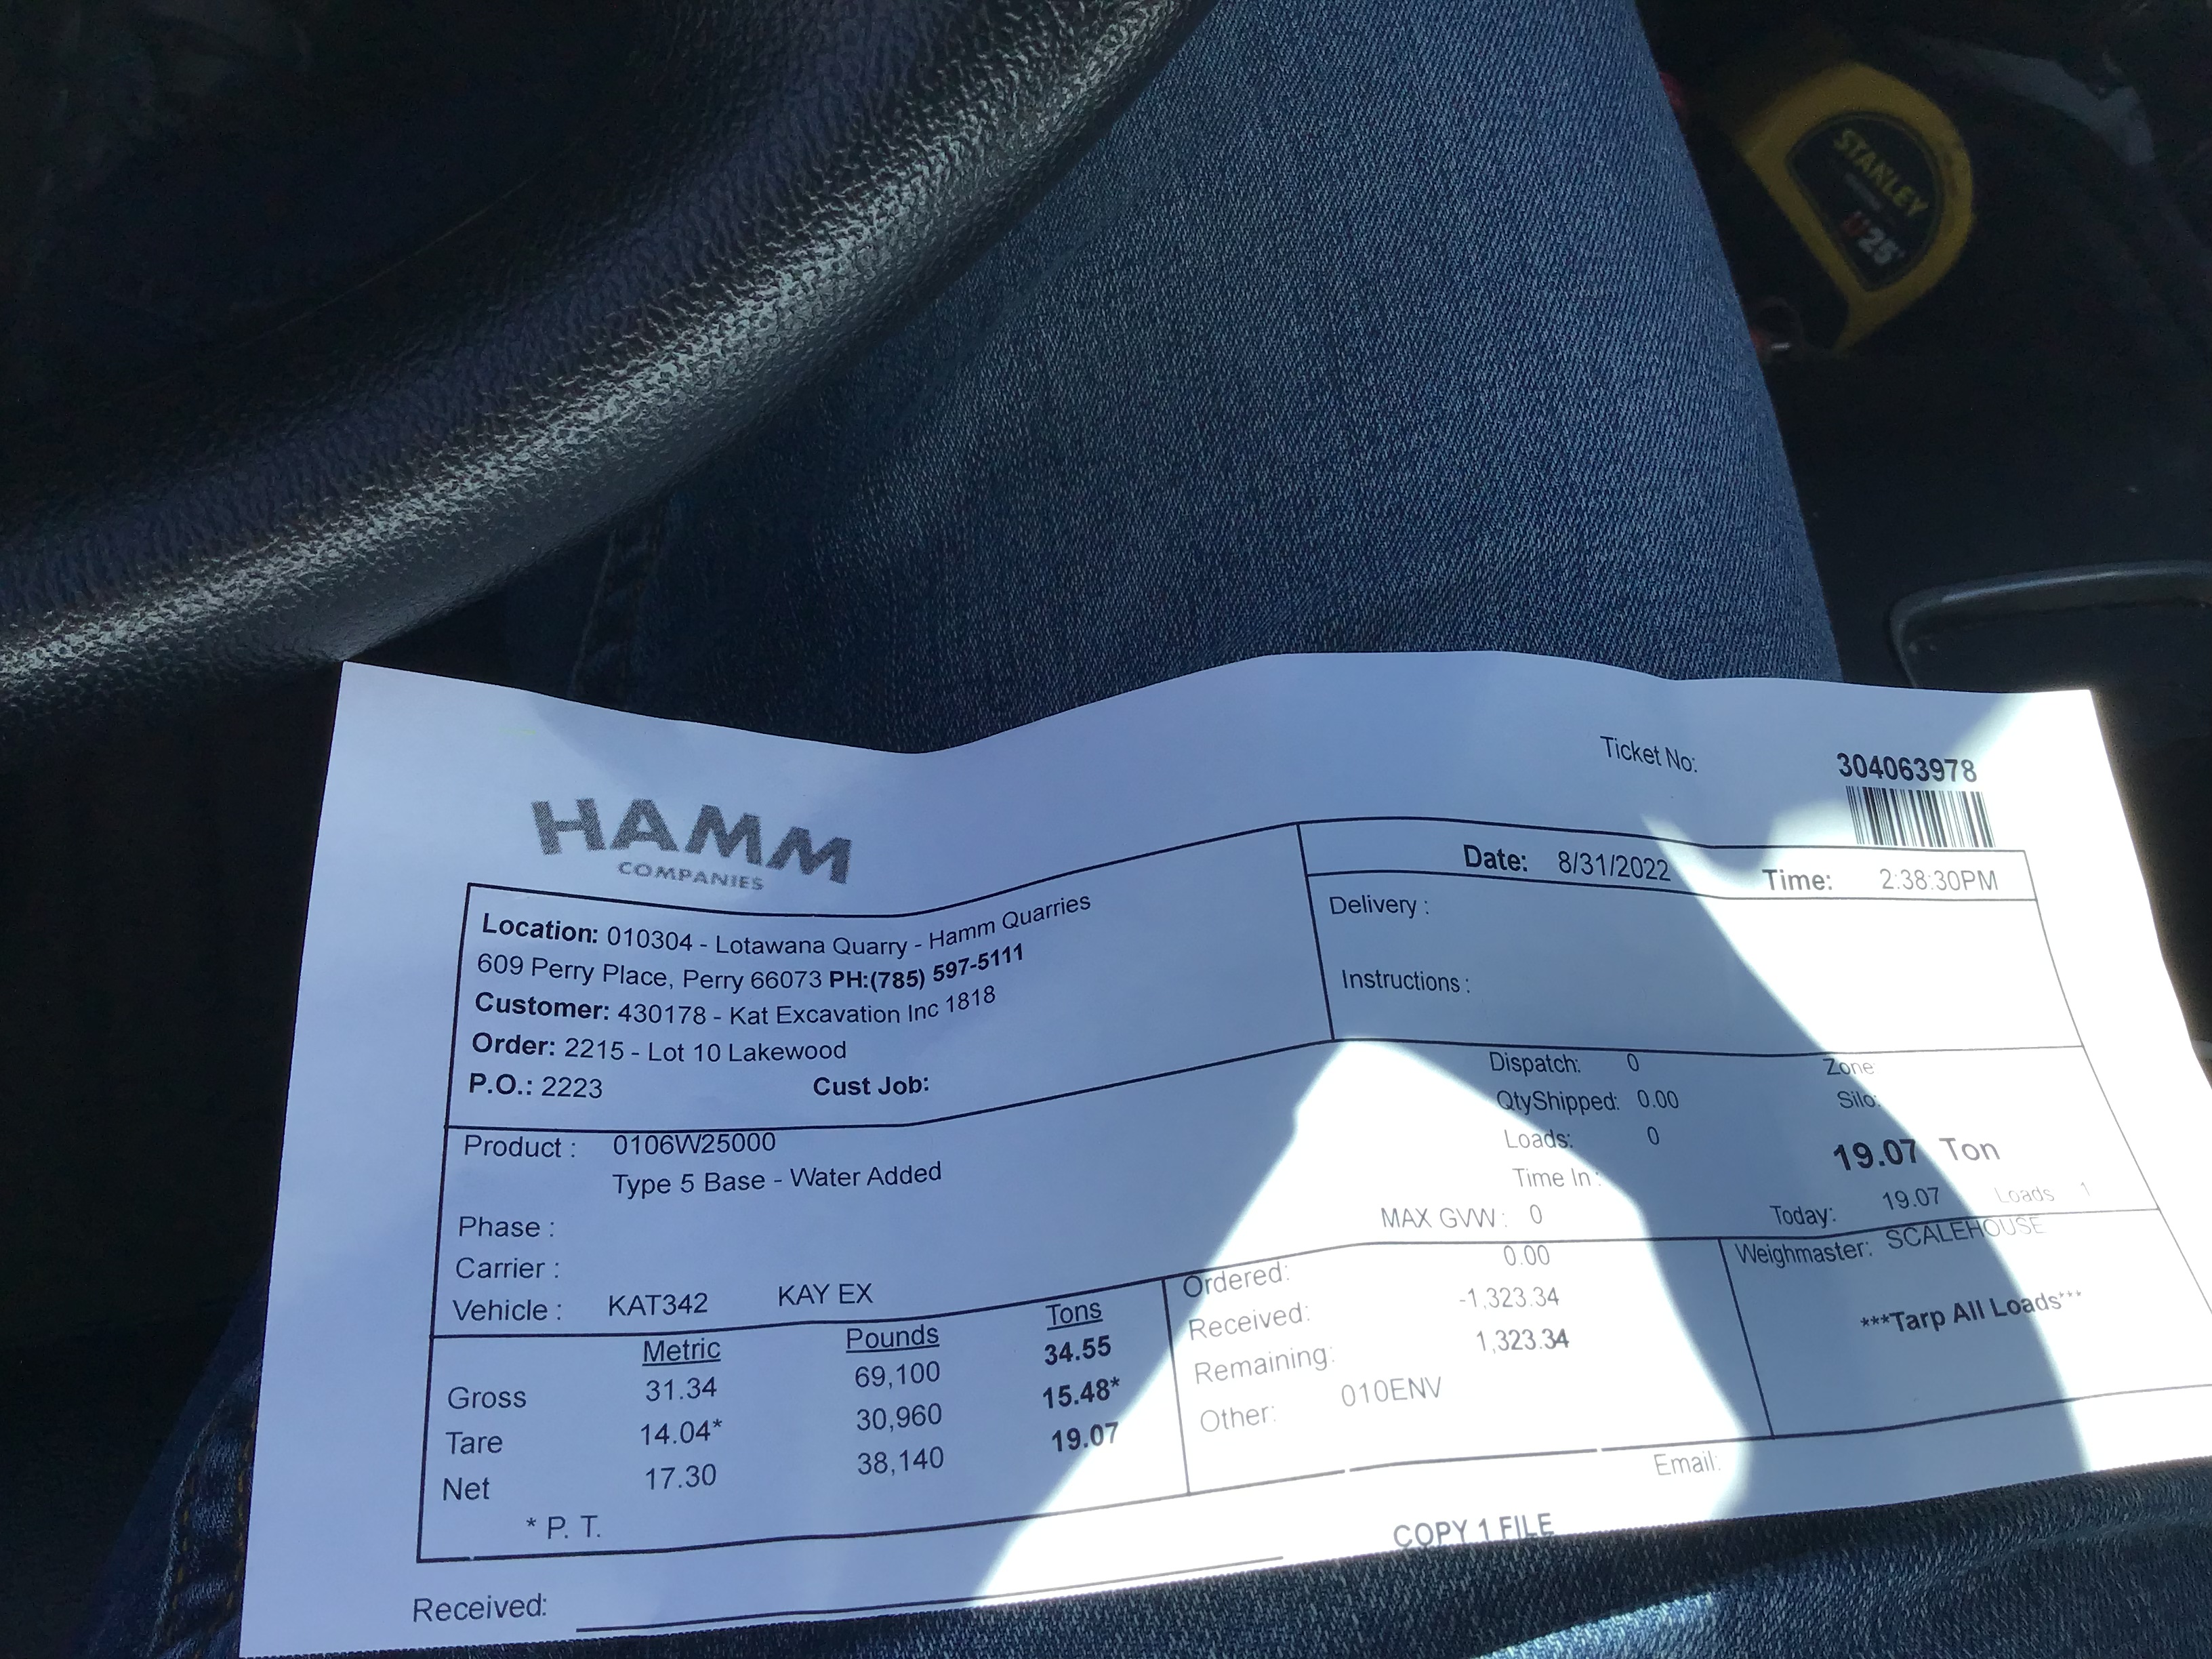 STANLEY
25'
Ticket No: 304063978
HAMM
COMPANIES
Date: 8/31/2022 Time: 2:38:30PM
Location: 010304 - Lotawana Quarry - Hamm Quarries
609 Perry Place, Perry 66073 PH:(785) 597-5111
Customer: 430178 - Kat Excavation Inc 1818
Order: 2215 - Lot 10 Lakewood
P.O.: 2223 Cust Job:
Delivery :
Instructions :
Product : 0106W25000
Type 5 Base - Water Added
Phase :
Carrier :
Vehicle : KAT342 KAY EX
Dispatch: 0 Zone
QtyShipped: 0.00 Silo:
Loads: 0 19.07 Ton
Time In :
MAX GVW: 0 Today: 19.07 Loads 1
Metric Pounds Tons
Gross 31.34 69,100 34.55
Tare 14.04* 30,960 15.48*
Net 17.30 38,140 19.07
* P. T.
Ordered: 0.00
Received: -1,323.34
Remaining: 1,323.34
Other: 010ENV
Weighmaster: SCALEHOUSE
***Tarp All Loads***
Email:
COPY 1 FILE
Received: